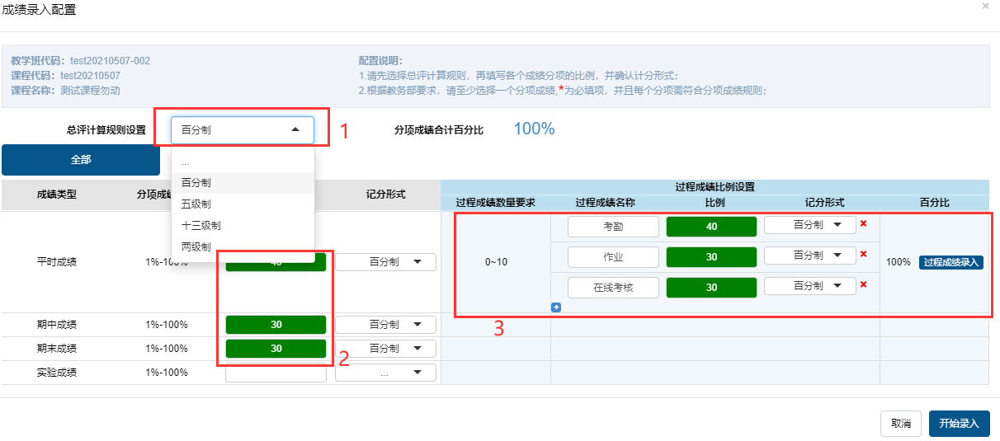 成绩录入配置 ×
教学班代码：test20210507-002
课程代码：test20210507
课程名称：测试课程勿动
配置说明：
1.请先选择总评计算规则，再填写各个成绩分项的比例，并确认计分形式；
2.根据教务部要求，请至少选择一个分项成绩,*为必填项，并且每个分项需符合分项成绩规则；
总评计算规则设置 百分制 1 分项成绩合计百分比 100%
全部
...
百分制
五级制
十三级制
两级制
成绩类型 分项成绩 记分形式 过程成绩比例设置
过程成绩数量要求 过程成绩名称 比例 记分形式 百分比
平时成绩 1%-100% 40 百分制 0~10
考勤 40 百分制 ×
作业 30 百分制 ×
在线考核 30 百分制 ×
+
100% 过程成绩录入
期中成绩 1%-100% 30 百分制
3
期末成绩 1%-100% 30 百分制
2
实验成绩 1%-100% ...
取消 开始录入